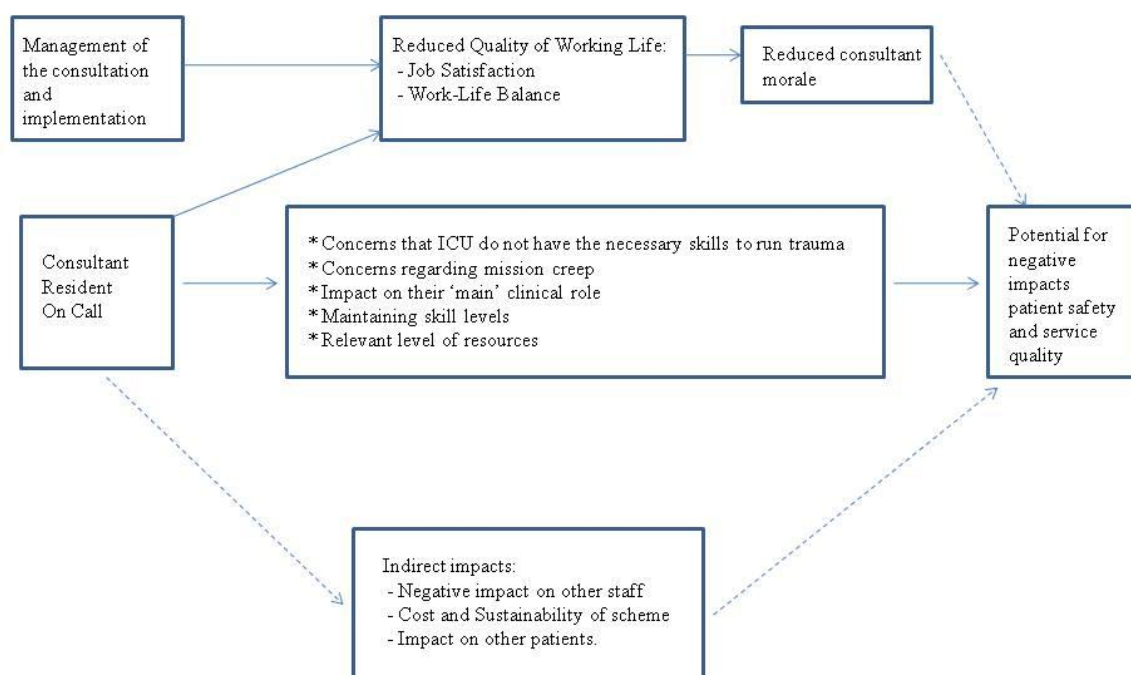 Management of
the consultation
and
implementation
Reduced Quality of Working Life:
- Job Satisfaction
- Work-Life Balance
Reduced consultant
morale
Consultant
Resident
On Call
* Concerns that ICU do not have the necessary skills to run trauma
* Concerns regarding mission creep
* Impact on their ‘main’ clinical role
* Maintaining skill levels
* Relevant level of resources
Potential for
negative
impacts
patient safety
and service
quality
Indirect impacts:
- Negative impact on other staff
- Cost and Sustainability of scheme
- Impact on other patients.